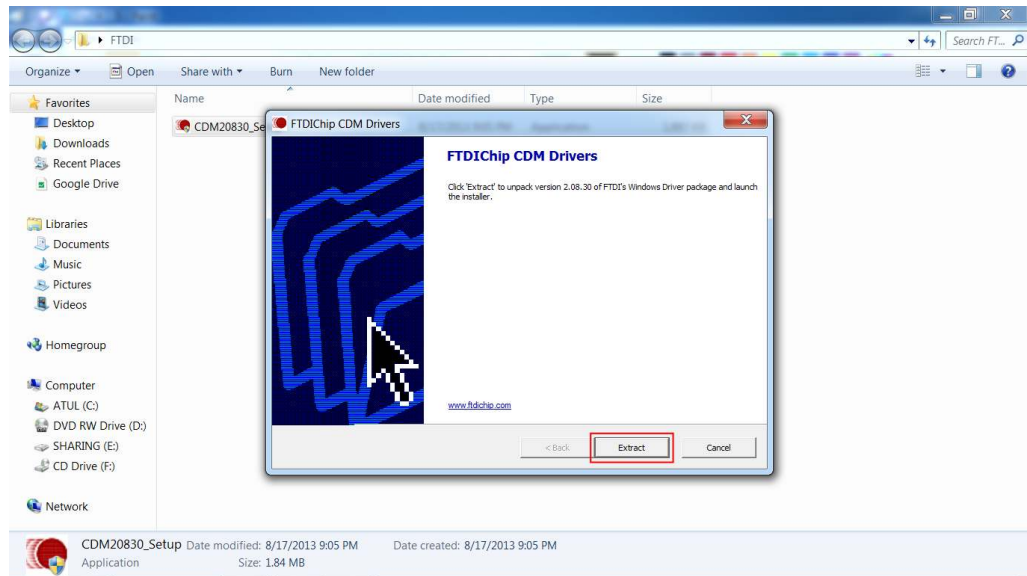 FTDI
Search FT...
Organize
Open
Share with
Burn
New folder
Name
Date modified
Type
Size
Favorites
Desktop
Downloads
Recent Places
Google Drive
Libraries
Documents
Music
Pictures
Videos
Homegroup
Computer
ATUL (C:)
DVD RW Drive (D:)
SHARING (E:)
CD Drive (F:)
Network
CDM20830_Se
FTDIChip CDM Drivers
FTDIChip CDM Drivers
Click 'Extract' to unpack version 2.08.30 of FTDI's Windows Driver package and launch
the installer.
www.ftdichip.com
< Back
Extract
Cancel
CDM20830_Setup Date modified: 8/17/2013 9:05 PM Date created: 8/17/2013 9:05 PM
Application Size: 1.84 MB